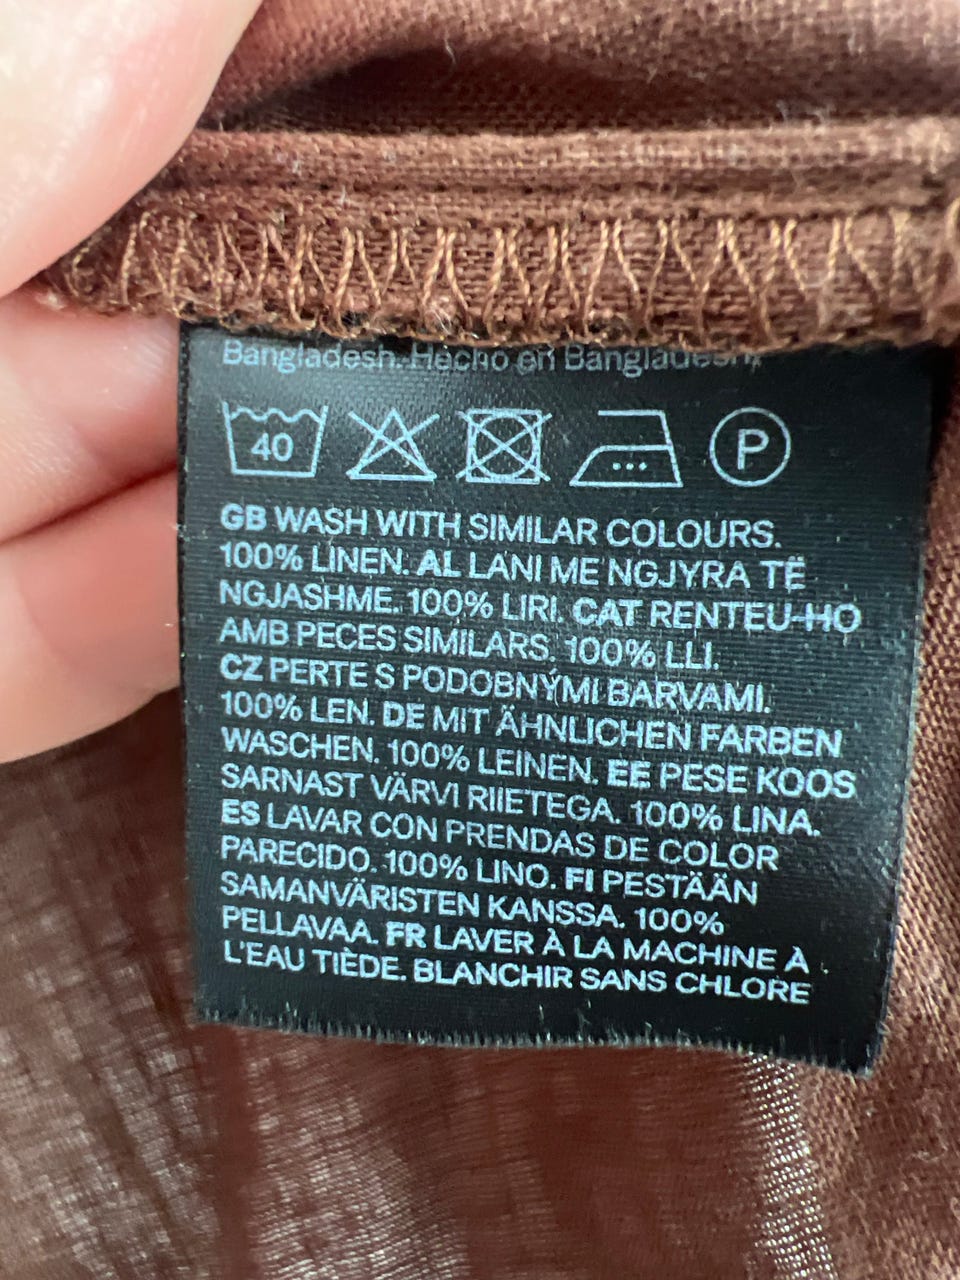 Bangladesh. Hecho en Bangladesh.
40 P
GB WASH WITH SIMILAR COLOURS.
100% LINEN. AL LANI ME NGJYRA TË
NGJASHME. 100% LIRI. CAT RENTEU-HO
AMB PECES SIMILARS. 100% LLI.
CZ PERTE S PODOBNÝMI BARVAMI.
100% LEN. DE MIT ÄHNLICHEN FARBEN
WASCHEN. 100% LEINEN. EE PESE KOOS
SARNAST VÄRVI RIIETEGA. 100% LINA.
ES LAVAR CON PRENDAS DE COLOR
PARECIDO. 100% LINO. FI PESTÄÄN
SAMANVÄRISTEN KANSSA. 100%
PELLAVAA. FR LAVER À LA MACHINE À
L'EAU TIÈDE. BLANCHIR SANS CHLORE